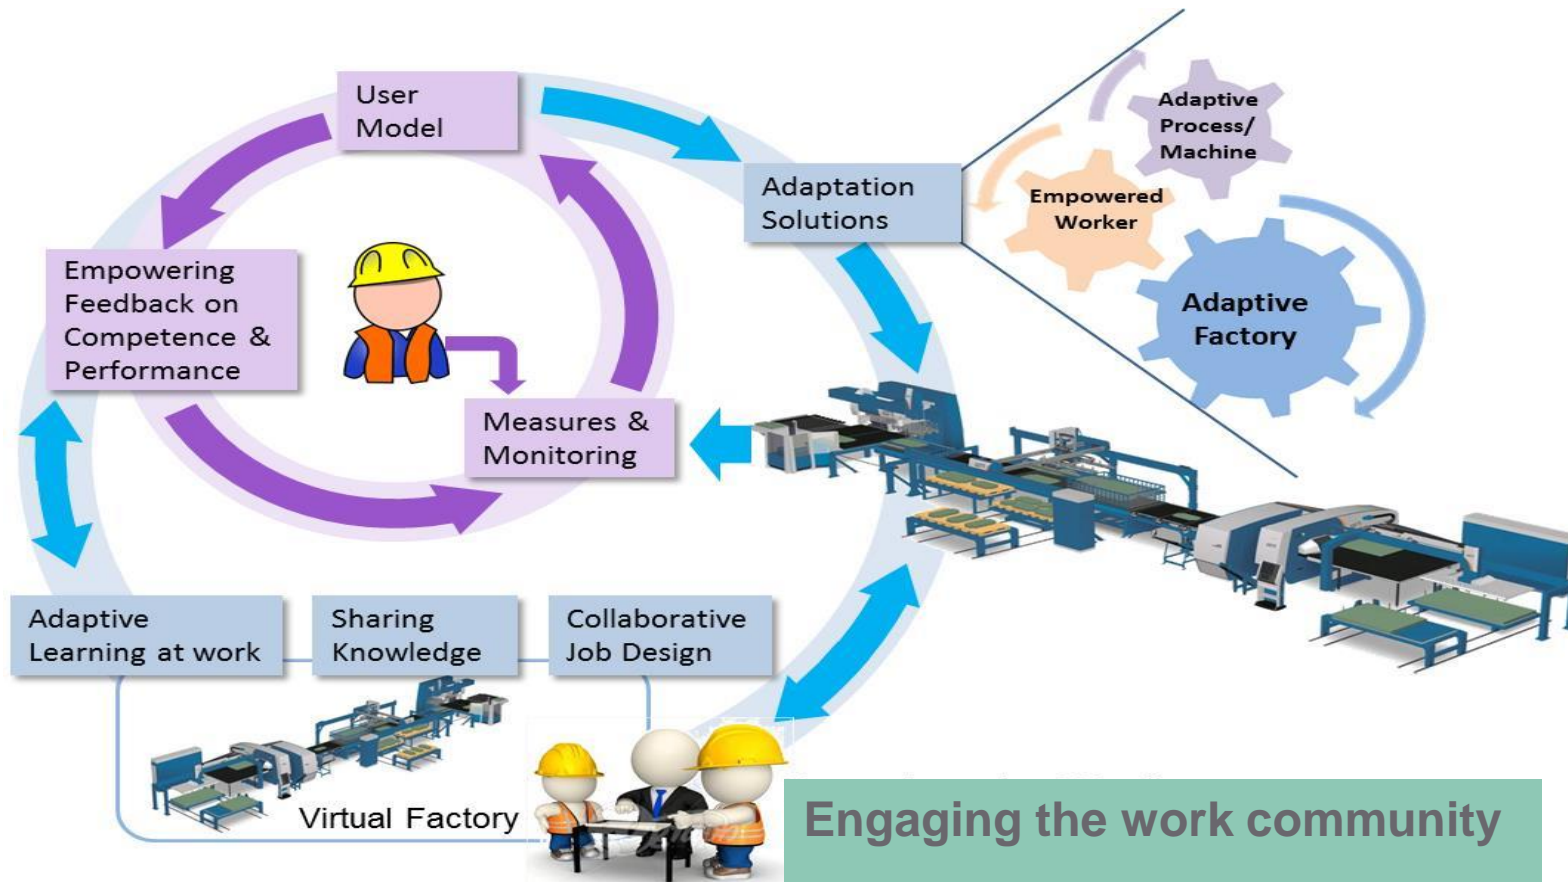 User
Model
Adaptation
Solutions
Adaptive
Process/
Machine
Empowered
Worker
Adaptive
Factory
Empowering
Feedback on
Competence &
Performance
Measures &
Monitoring
Adaptive
Learning at work
Sharing
Knowledge
Collaborative
Job Design
Virtual Factory
Engaging the work community